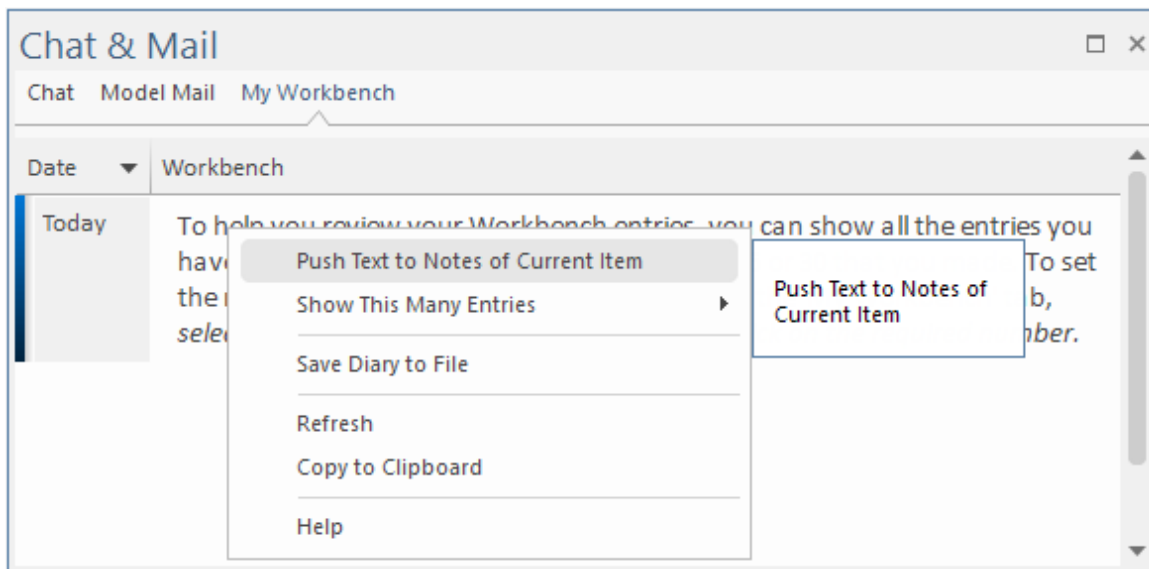 Chat & Mail
Chat Model Mail My Workbench
Date Workbench
Today To help you review your Workbench entries, you can show all the entries you
have To set
the b,
Push Text to Notes of Current Item
Show This Many Entries
Save Diary to File
Refresh
Copy to Clipboard
Help
Push Text to Notes of
Current Item